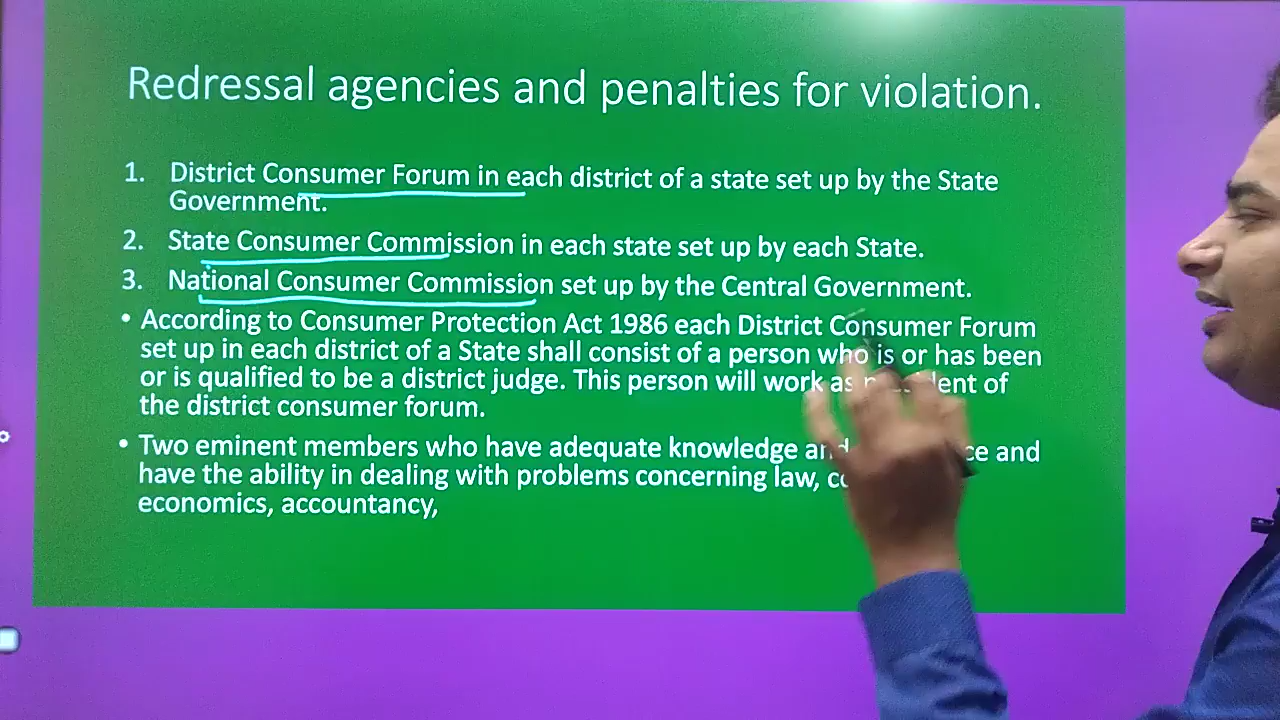 Redressal agencies and penalties for violation.
1. District Consumer Forum in each district of a state set up by the State
Government.
2. State Consumer Commission in each state set up by each State.
3. National Consumer Commission set up by the Central Government.
• According to Consumer Protection Act 1986 each District Consumer Forum
set up in each district of a State shall consist of a person who is or has been
or is qualified to be a district judge. This person will work as of
the district consumer forum.
• Two eminent members who have adequate knowledge and and
have the ability in dealing with problems concerning law,
economics, accountancy,